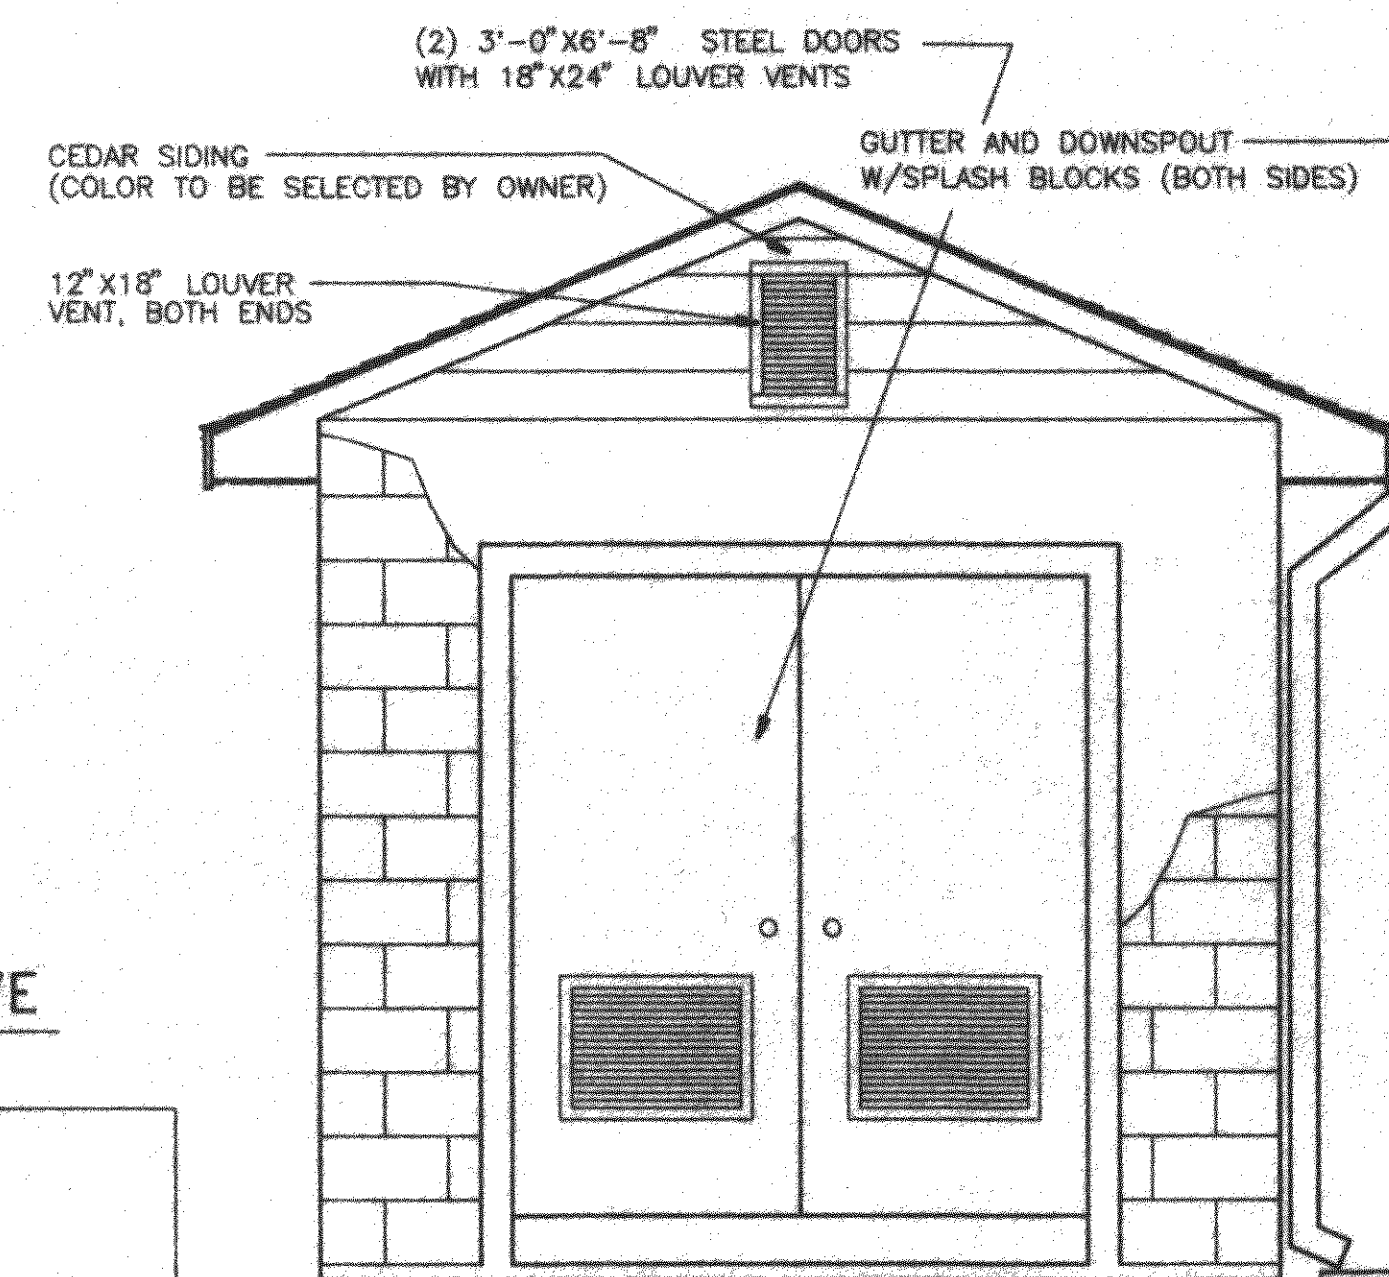 (2) 3'-0"X6'-8" STEEL DOORS
WITH 18"X24" LOUVER VENTS
GUTTER AND DOWNSPOUT
W/SPLASH BLOCKS (BOTH SIDES)
CEDAR SIDING
(COLOR TO BE SELECTED BY OWNER)
12"X18" LOUVER
VENT, BOTH ENDS